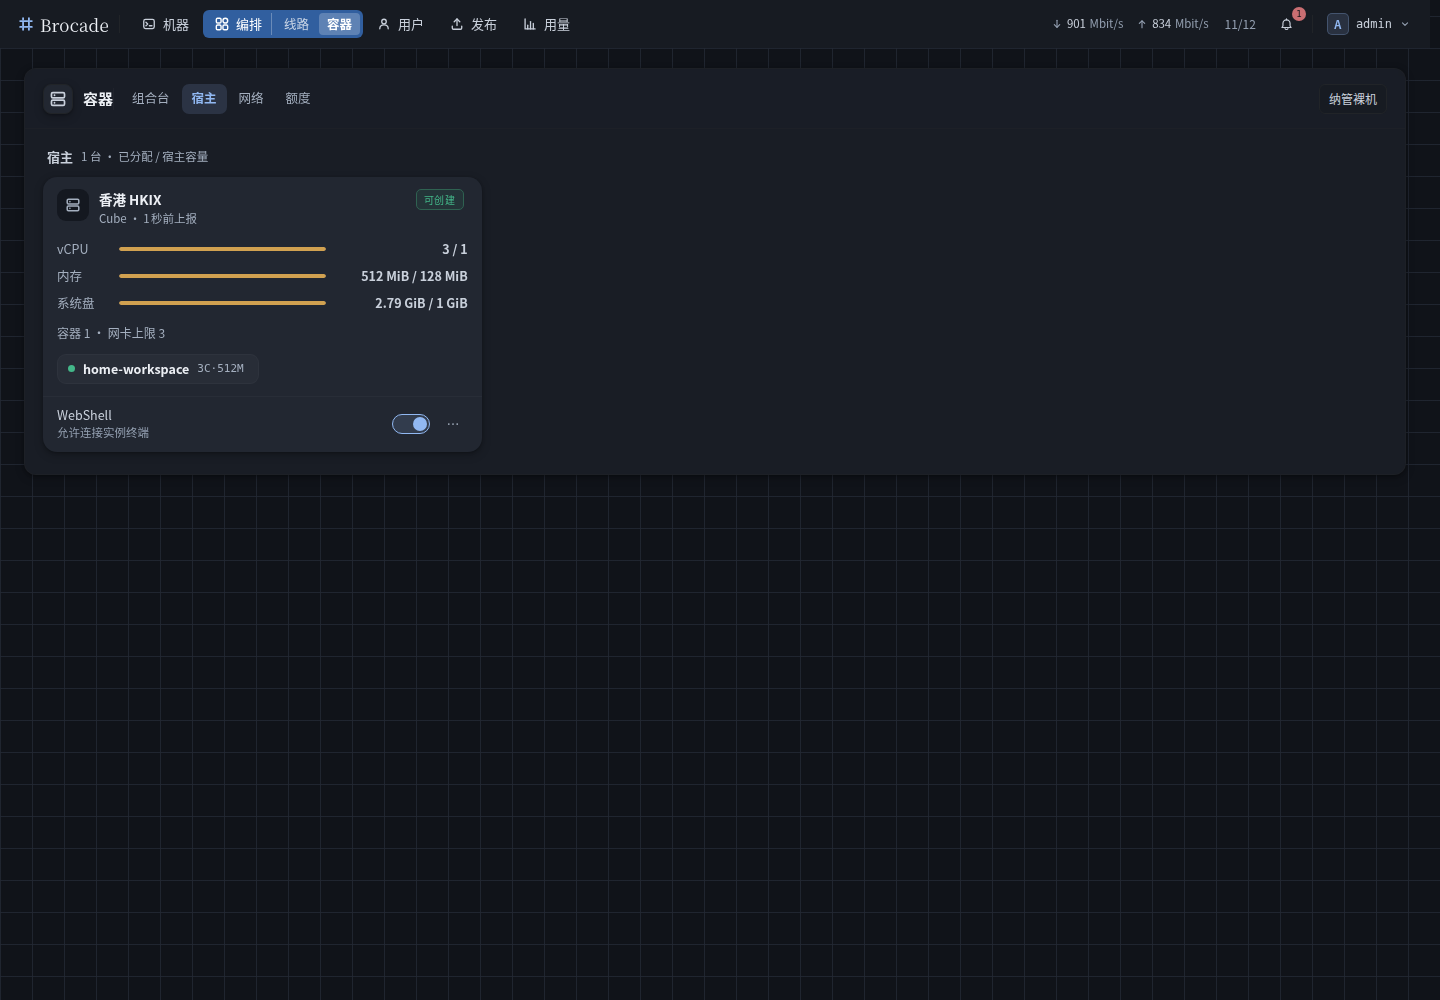 Brocade 机器 编排 线路 容器 用户 发布 用量 ↓ 901 Mbit/s ↑ 834 Mbit/s 11/12 1 A admin
容器 组合台 宿主 网络 额度 纳管裸机
宿主 1 台 · 已分配 / 宿主容量
香港 HKIX 可创建
Cube · 1秒前上报
vCPU 3 / 1
内存 512 MiB / 128 MiB
系统盘 2.79 GiB / 1 GiB
容器 1 · 网卡上限 3
home-workspace 3C·512M
WebShell
允许连接实例终端 ···